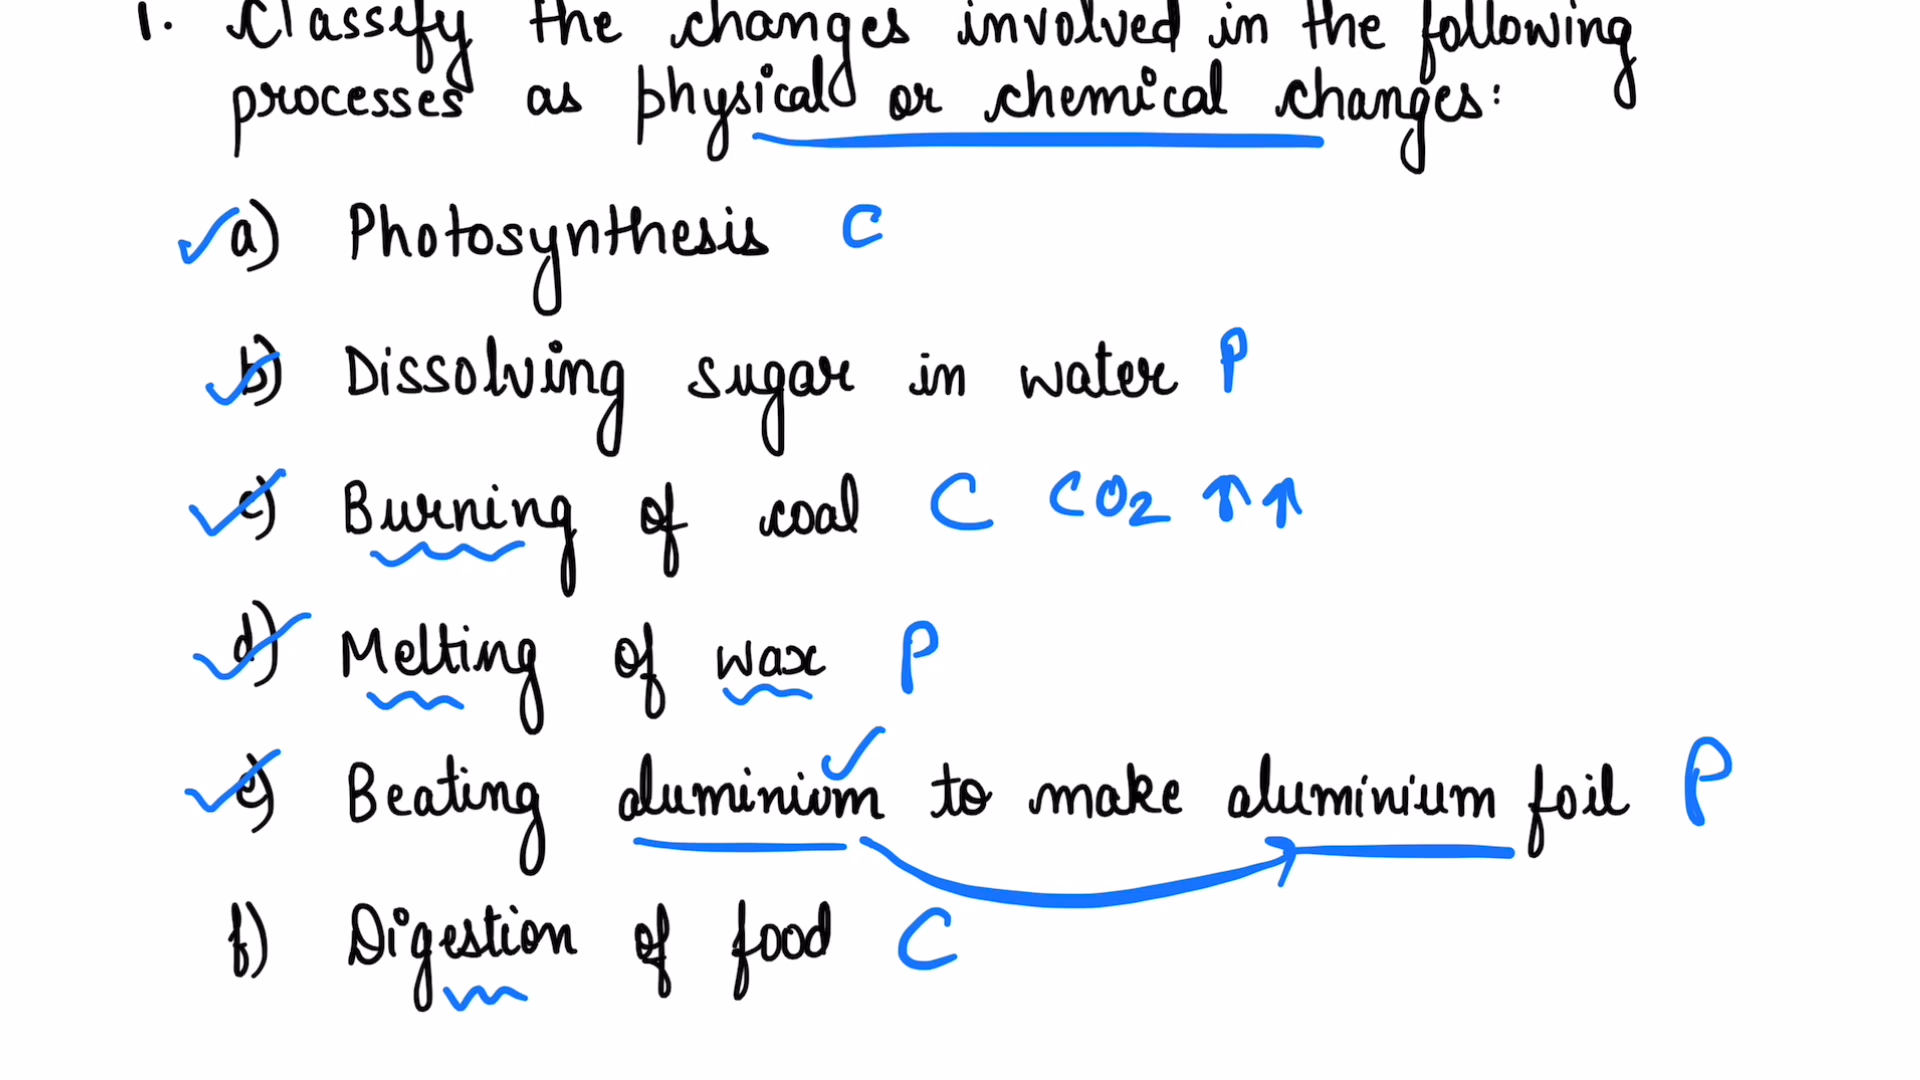 1. Classify the changes involved in the following
processes as physical or chemical changes:
a) Photosynthesis C
b) Dissolving sugar in water P
c) Burning of coal C CO2 ↑↑
d) Melting of wax P
e) Beating aluminium to make aluminium foil P
f) Digestion of food C